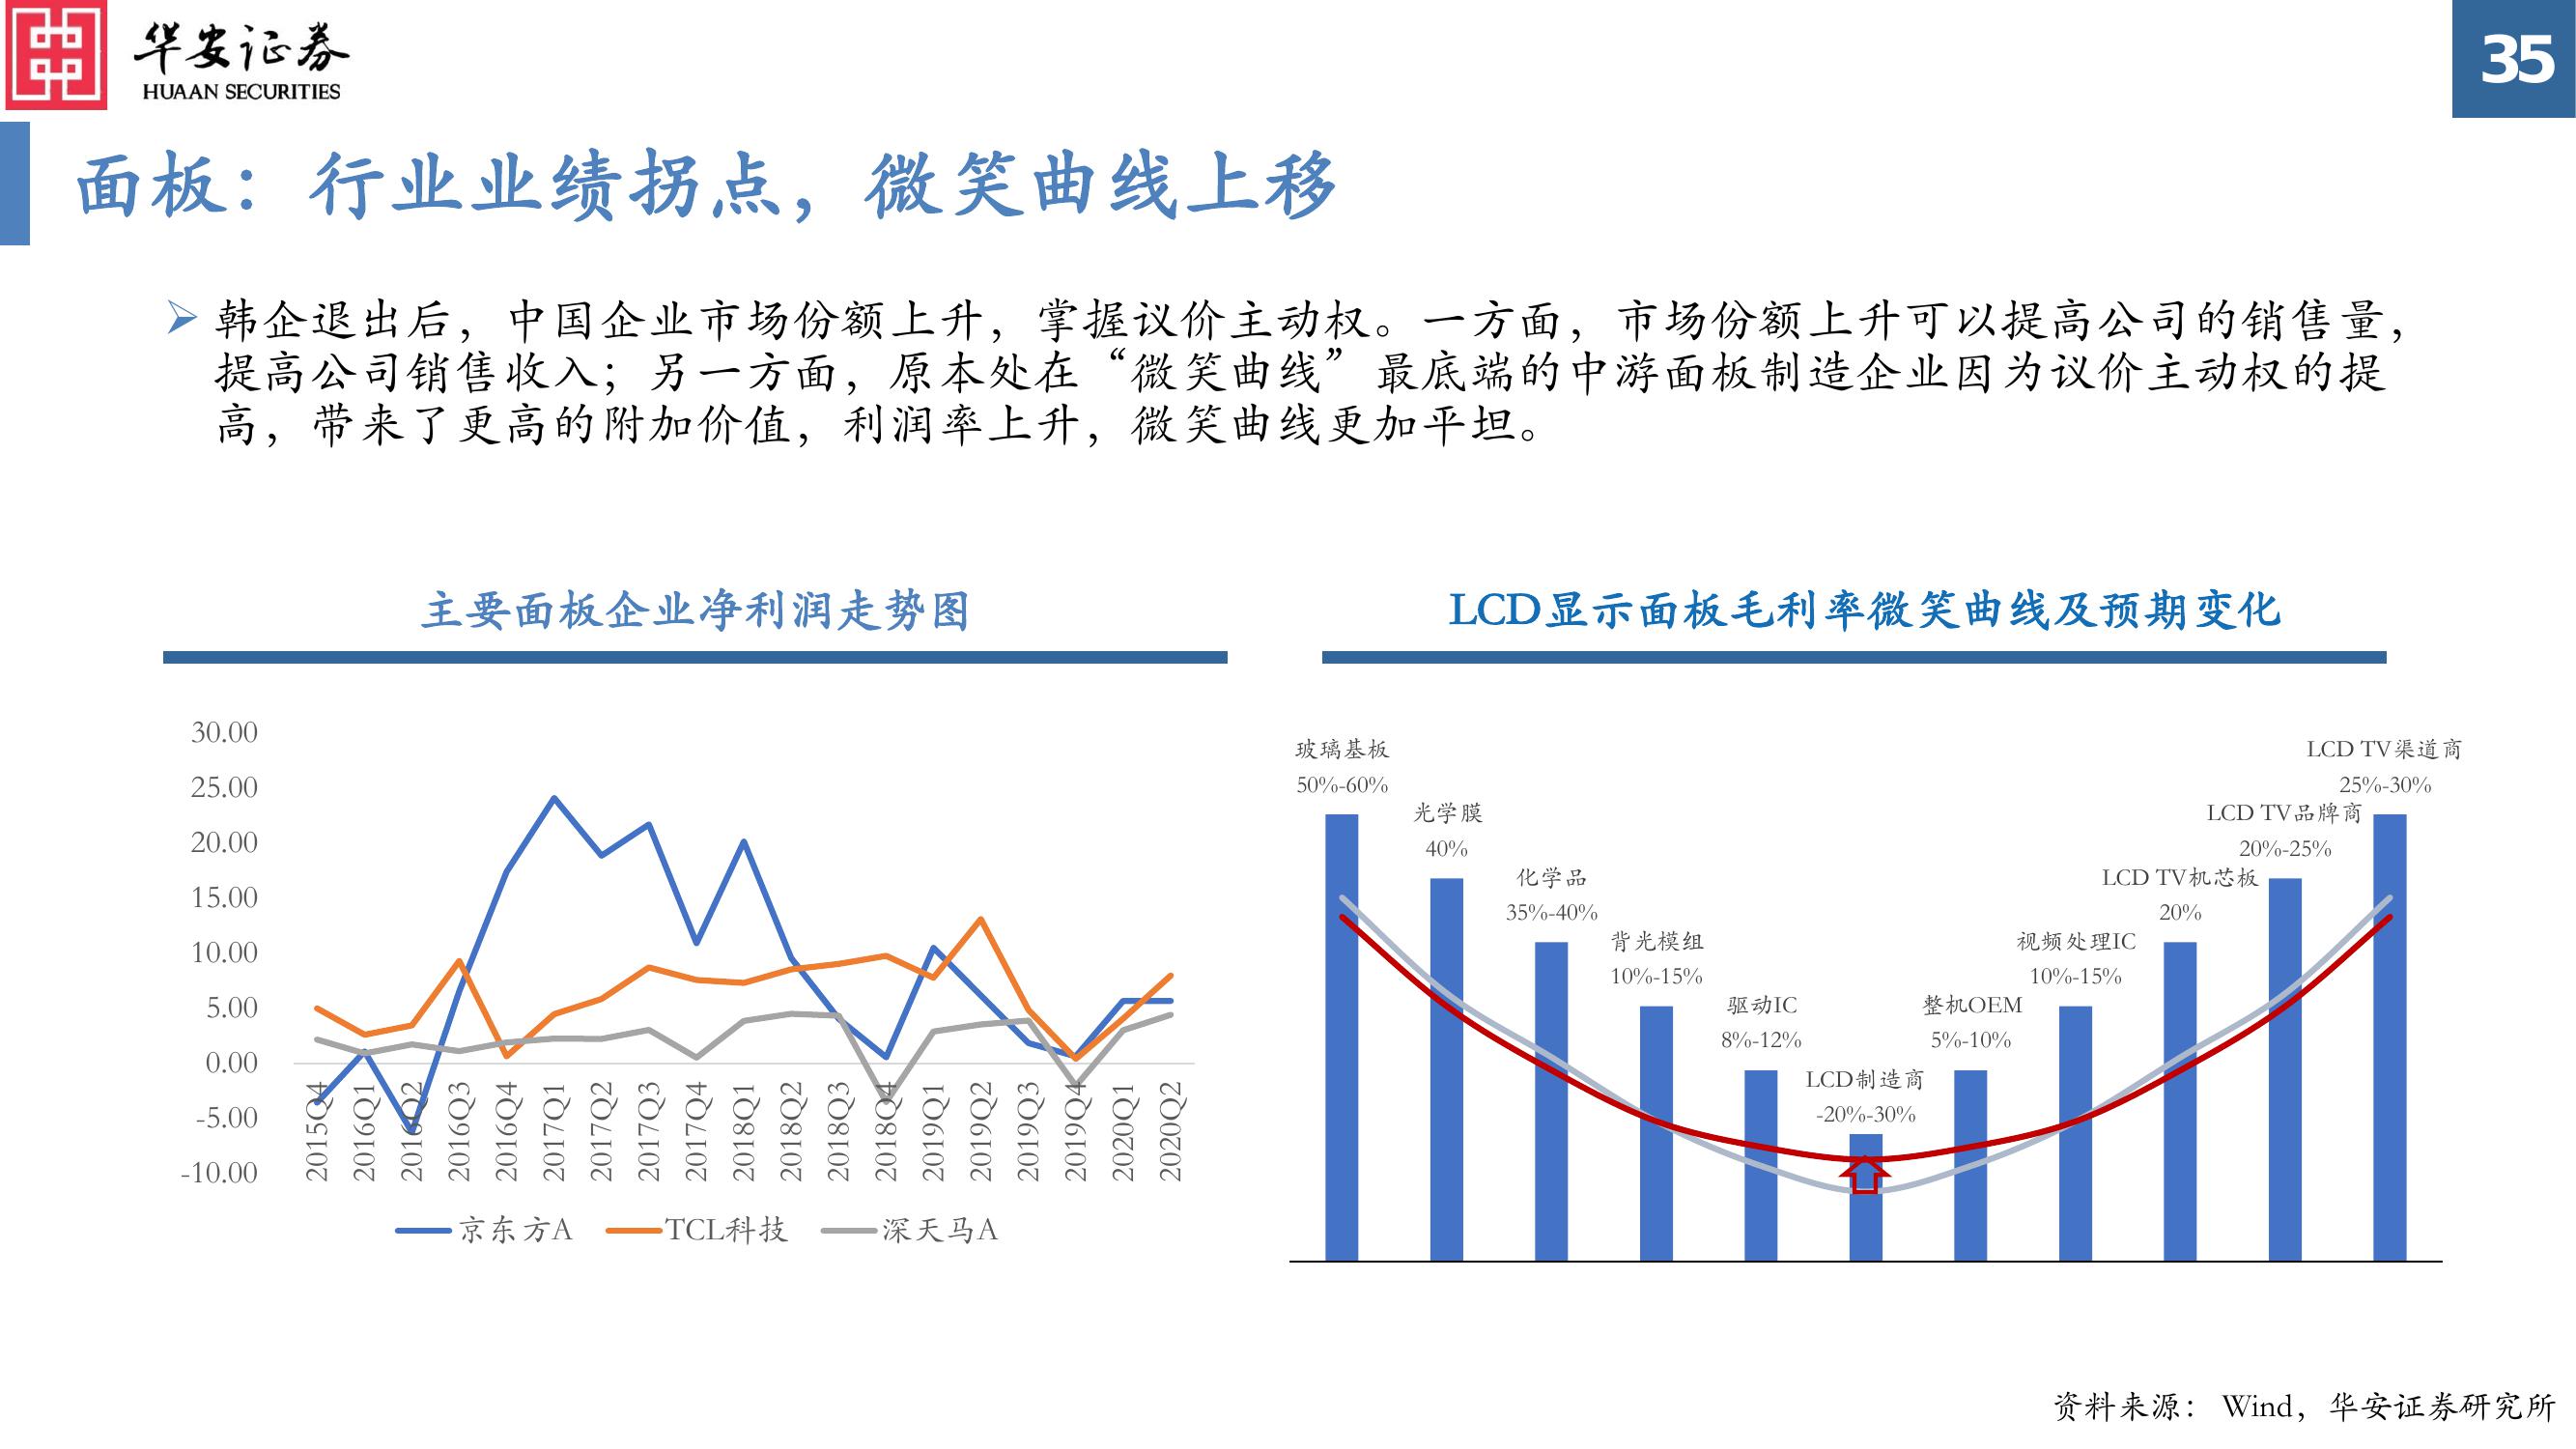 华安证券
HUAAN SECURITIES
35
面板：行业业绩拐点，微笑曲线上移
韩企退出后，中国企业市场份额上升，掌握议价主动权。一方面，市场份额上升可以提高公司的销售量，
提高公司销售收入；另一方面，原本处在“微笑曲线”最底端的中游面板制造企业因为议价主动权的提
高，带来了更高的附加价值，利润率上升，微笑曲线更加平坦。
主要面板企业净利润走势图
30.00
25.00
20.00
15.00
10.00
5.00
0.00
-5.00
-10.00
2015Q4
2016Q1
2016Q2
2016Q3
2016Q4
2017Q1
2017Q2
2017Q3
2017Q4
2018Q1
2018Q2
2018Q3
2018Q4
2019Q1
2019Q2
2019Q3
2019Q4
2020Q1
2020Q2
京东方A
TCL科技
深天马A
LCD显示面板毛利率微笑曲线及预期变化
玻璃基板
50%-60%
光学膜
40%
化学品
35%-40%
背光模组
10%-15%
驱动IC
8%-12%
LCD制造商
-20%-30%
整机OEM
5%-10%
视频处理IC
10%-15%
LCD TV机芯板
20%
LCD TV品牌商
20%-25%
LCD TV渠道商
25%-30%
资料来源： Wind，华安证券研究所